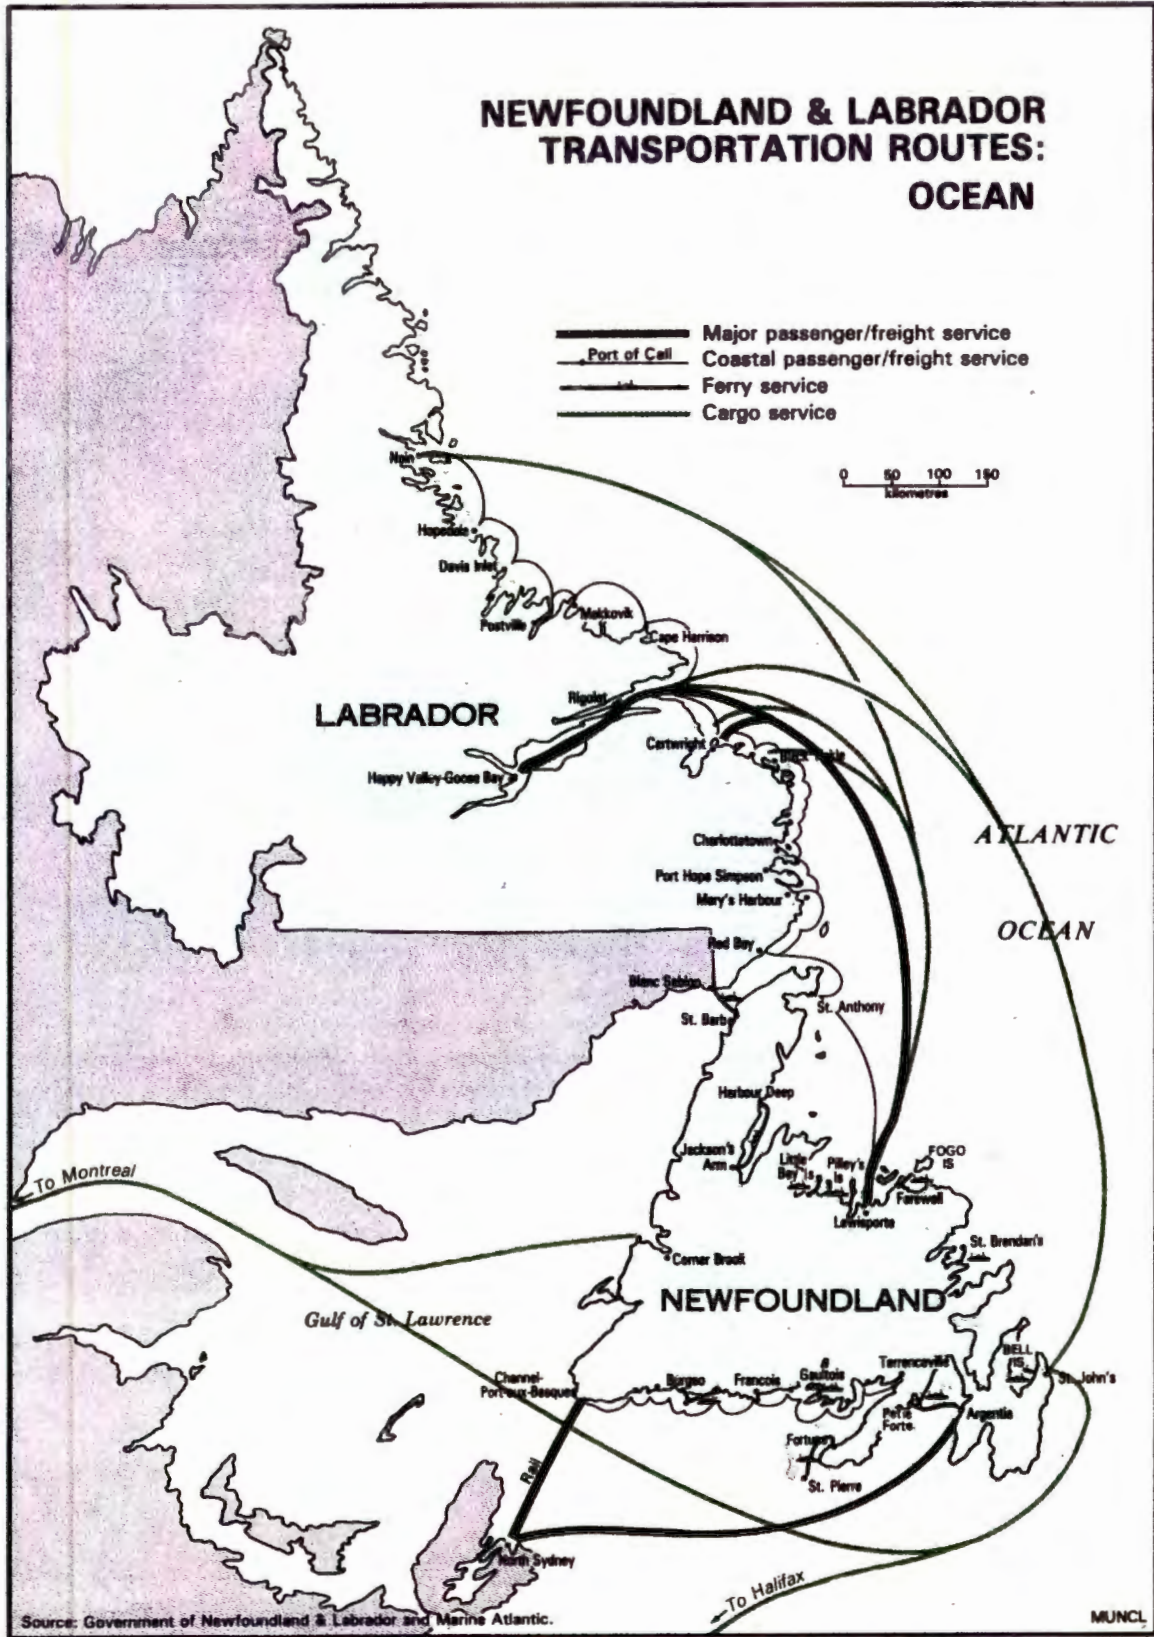 NEWFOUNDLAND & LABRADOR
TRANSPORTATION ROUTES:
OCEAN
Major passenger/freight service
Port of Call
Coastal passenger/freight service
Ferry service
Cargo service
0 50 100 150
kilometres
Nain
Hopedale
Davis Inlet
Postville
Makkovik
Cape Harrison
Rigolet
LABRADOR
Cartwright
Black Tickle
Happy Valley-Goose Bay
ATLANTIC
OCEAN
Charlottetown
Port Hope Simpson
Mary's Harbour
Red Bay
Blanc Sablon
St. Barb
St. Anthony
Harbour Deep
Jackson's
Arm
Little
Bay Is
Pilley's
Is
FOGO
IS
Farewell
Lewisporte
To Montreal
St. Brendan's
Corner Brook
NEWFOUNDLAND
Gulf of St. Lawrence
Channel-
Port-aux-Basques
Burgeo
Francois
Gaultois
Terrenceville
BELL
IS.
St. John's
Petite
Forte
Argentia
Fortune
St. Pierre
Rail
North Sydney
To Halifax
Source: Government of Newfoundland & Labrador and Marine Atlantic.
MUNCL